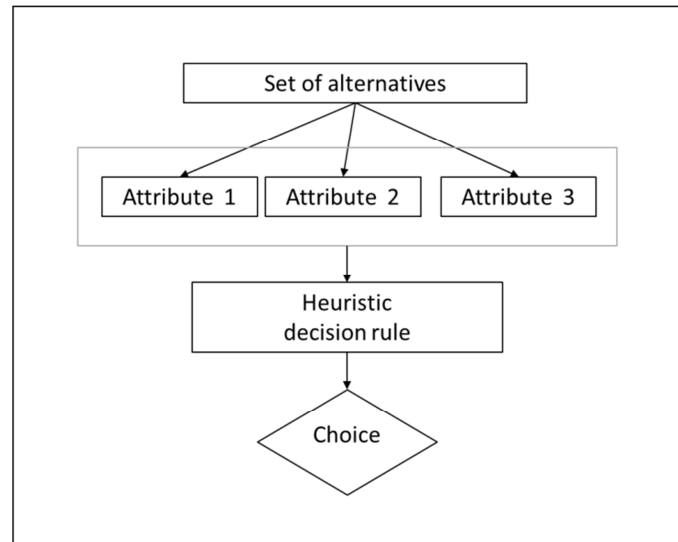 Set of alternatives
Attribute 1
Attribute 2
Attribute 3
Heuristic
decision rule
Choice